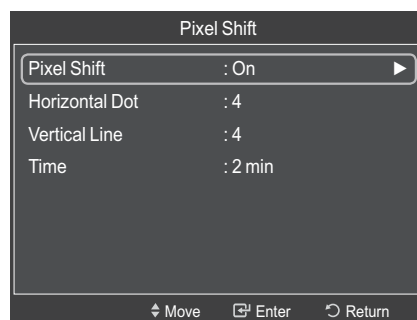 Pixel Shift
Pixel Shift : On ►
Horizontal Dot : 4
Vertical Line : 4
Time : 2 min
Move Enter Return